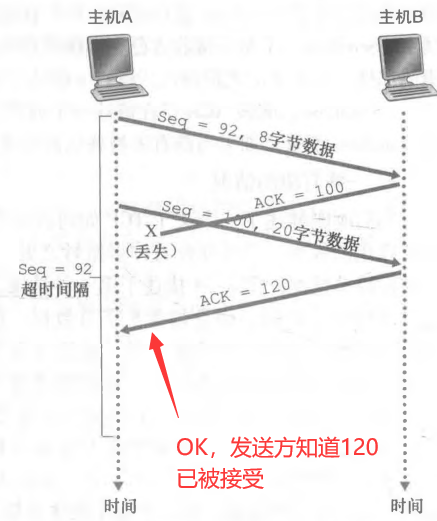 主机A
主机B
Seq = 92, 8字节数据
ACK = 100
X
(丢失)
Seq = 100, 20字节数据
Seq = 92
超时间隔
ACK = 120
OK，发送方知道120
已被接受
时间
时间